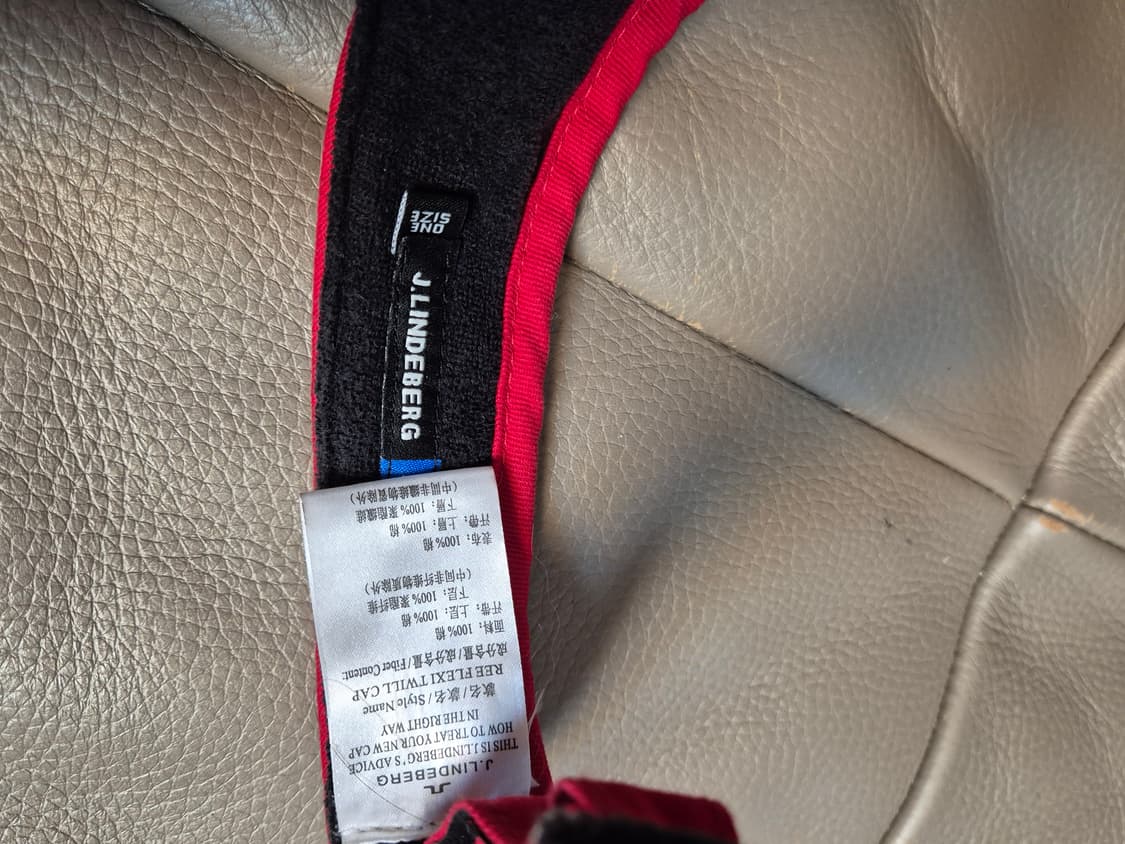 ONE
SIZE
J.LINDEBERG
J.LINDEBERG
THIS IS J.LINDEBERG'S ADVICE
HOW TO TREAT YOUR NEW CAP
IN THE RIGHT WAY
款名/款名/Style Name
REE FLEXI TWILL CAP
成分含量/成分含量/Fiber Content:
面料：100% 棉
汗带：上层：100% 棉
下层：100% 聚酯纤维
（中间非纤维物质除外）
表布：100% 棉
汗帶：上層：100% 棉
下層：100% 聚酯纖維
（中間非纖維物質除外）